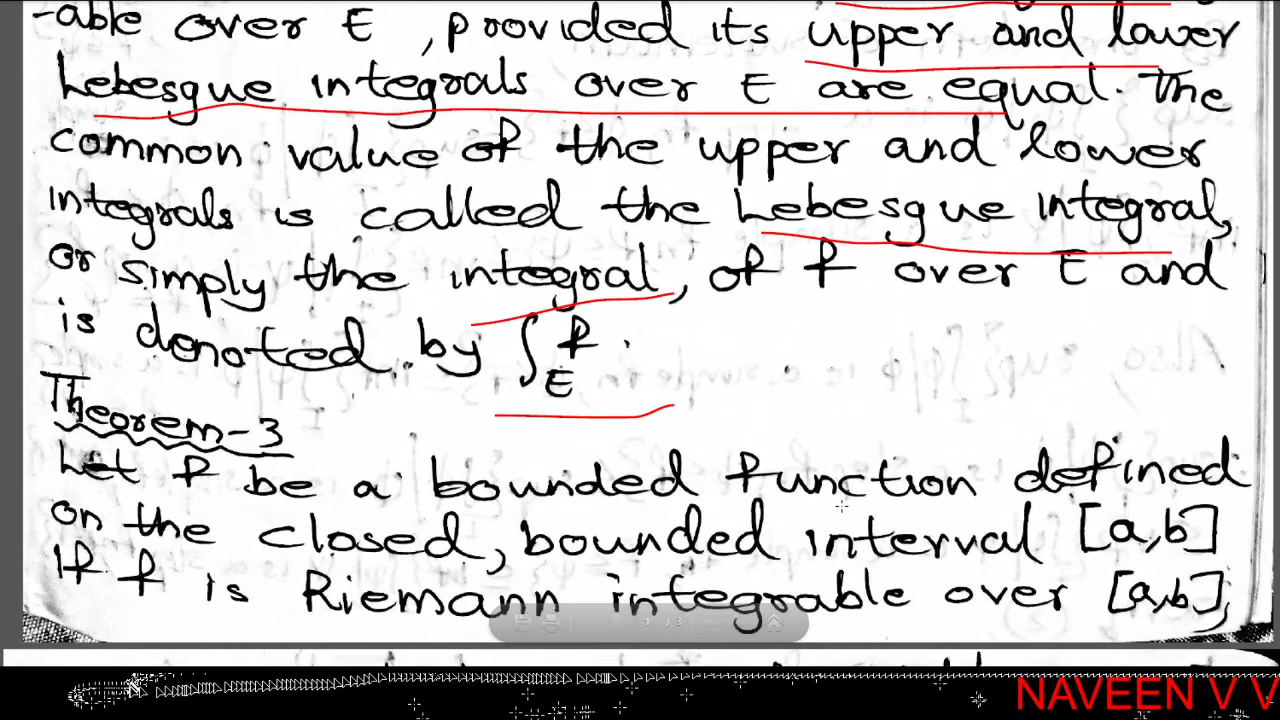 -able over E, provided its upper and lower
Lebesgue integrals over E are equal. The
common value of the upper and lower
integrals is called the Lebesgue integral,
or simply the integral, of f over E and
is denoted by ∫_E f.
Theorem-3
Let f be a bounded function defined
on the closed, bounded interval [a,b]
If f is Riemann integrable over [a,b],
NAVEEN V V